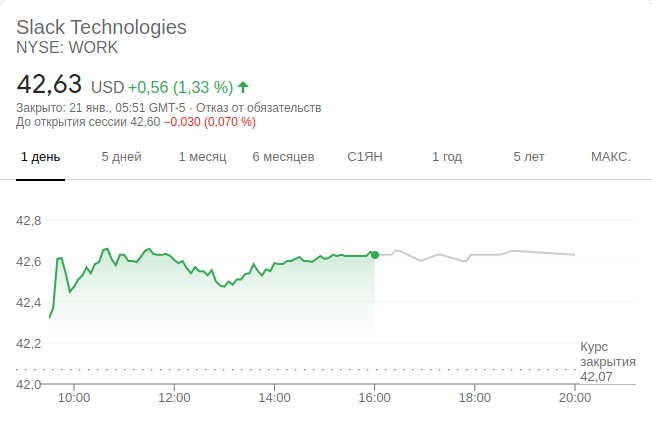 Slack Technologies
NYSE: WORK
42,63 USD +0,56 (1,33 %)
Закрыто: 21 янв., 05:51 GMT-5 · Отказ от обязательств
До открытия сессии 42,60 −0,030 (0,070 %)
1 день 5 дней 1 месяц 6 месяцев С1ЯН 1 год 5 лет МАКС.
42,8
42,6
42,4
42,2
Курс
закрытия
42,07
42,0
10:00 12:00 14:00 16:00 18:00 20:00